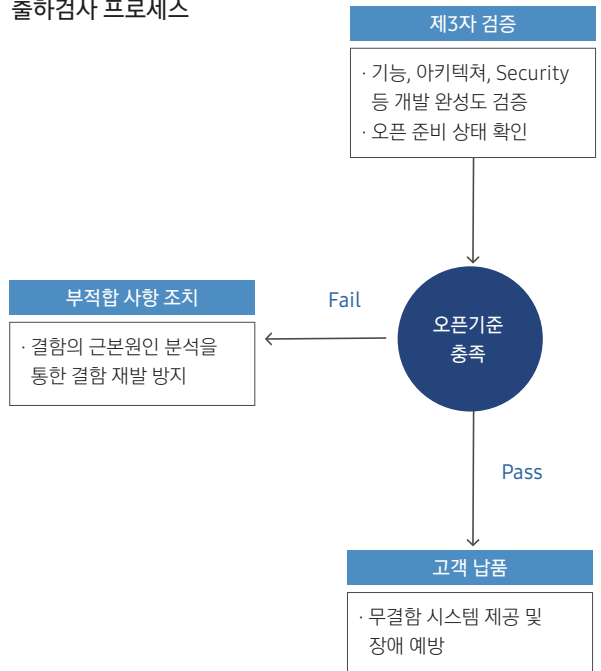 출하검사 프로세스
제3자 검증
· 기능, 아키텍쳐, Security
등 개발 완성도 검증
· 오픈 준비 상태 확인
부적합 사항 조치
· 결함의 근본원인 분석을
통한 결함 재발 방지
Fail
오픈기준
충족
Pass
고객 납품
· 무결함 시스템 제공 및
장애 예방